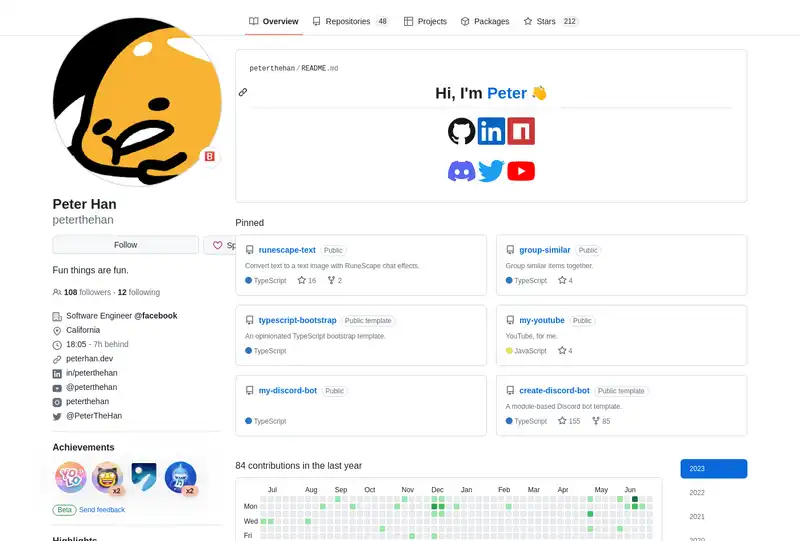 Overview
Repositories 48
Projects
Packages
Stars 212
peterthehan/README.md
Hi, I'm Peter 👋
Peter Han
peterthehan
Follow
Sp
Fun things are fun.
108 followers · 12 following
Software Engineer @facebook
California
18:05 - 7h behind
peterhan.dev
in/peterthehan
@peterthehan
peterthehan
@PeterTheHan
Achievements
YOLO
x2
x2
Beta Send feedback
Highlights
Pinned
runescape-text Public
Convert text to a text image with RuneScape chat effects.
TypeScript 16 2
group-similar Public
Group similar items together.
TypeScript 4
typescript-bootstrap Public template
An opinionated TypeScript bootstrap template.
TypeScript
my-youtube Public
YouTube, for me.
JavaScript 4
my-discord-bot Public
TypeScript
create-discord-bot Public template
A module-based Discord bot template.
TypeScript 155 85
84 contributions in the last year
Jul Aug Sep Oct Nov Dec Jan Feb Mar Apr May Jun
Mon
Wed
Fri
2023
2022
2021
2020